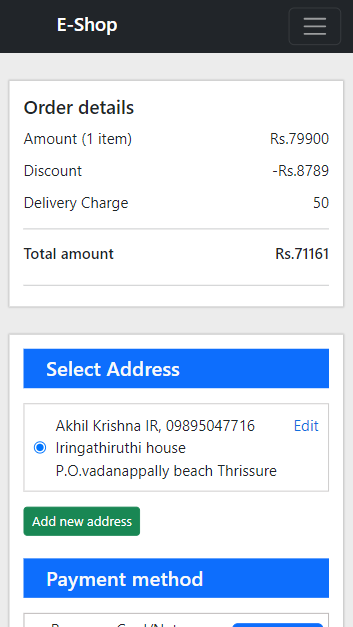 E-Shop
Order details
Amount (1 item) Rs.79900
Discount -Rs.8789
Delivery Charge 50
Total amount Rs.71161
Select Address
Akhil Krishna IR, 09895047716 Edit
Iringathiruthi house
P.O.vadanappally beach Thrissure
Add new address
Payment method